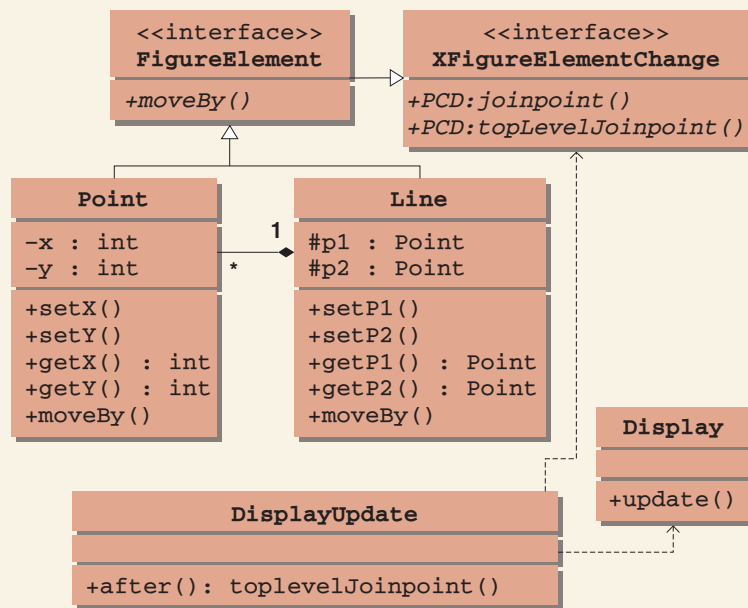 <<interface>>
FigureElement
+moveBy()
<<interface>>
XFigureElementChange
+PCD:joinpoint()
+PCD:topLevelJoinpoint()
Point
-x : int
-y : int
+setX()
+setY()
+getX() : int
+getY() : int
+moveBy()
1
*
Line
#p1 : Point
#p2 : Point
+setP1()
+setP2()
+getP1() : Point
+getP2() : Point
+moveBy()
Display
+update()
DisplayUpdate
+after(): toplevelJoinpoint()